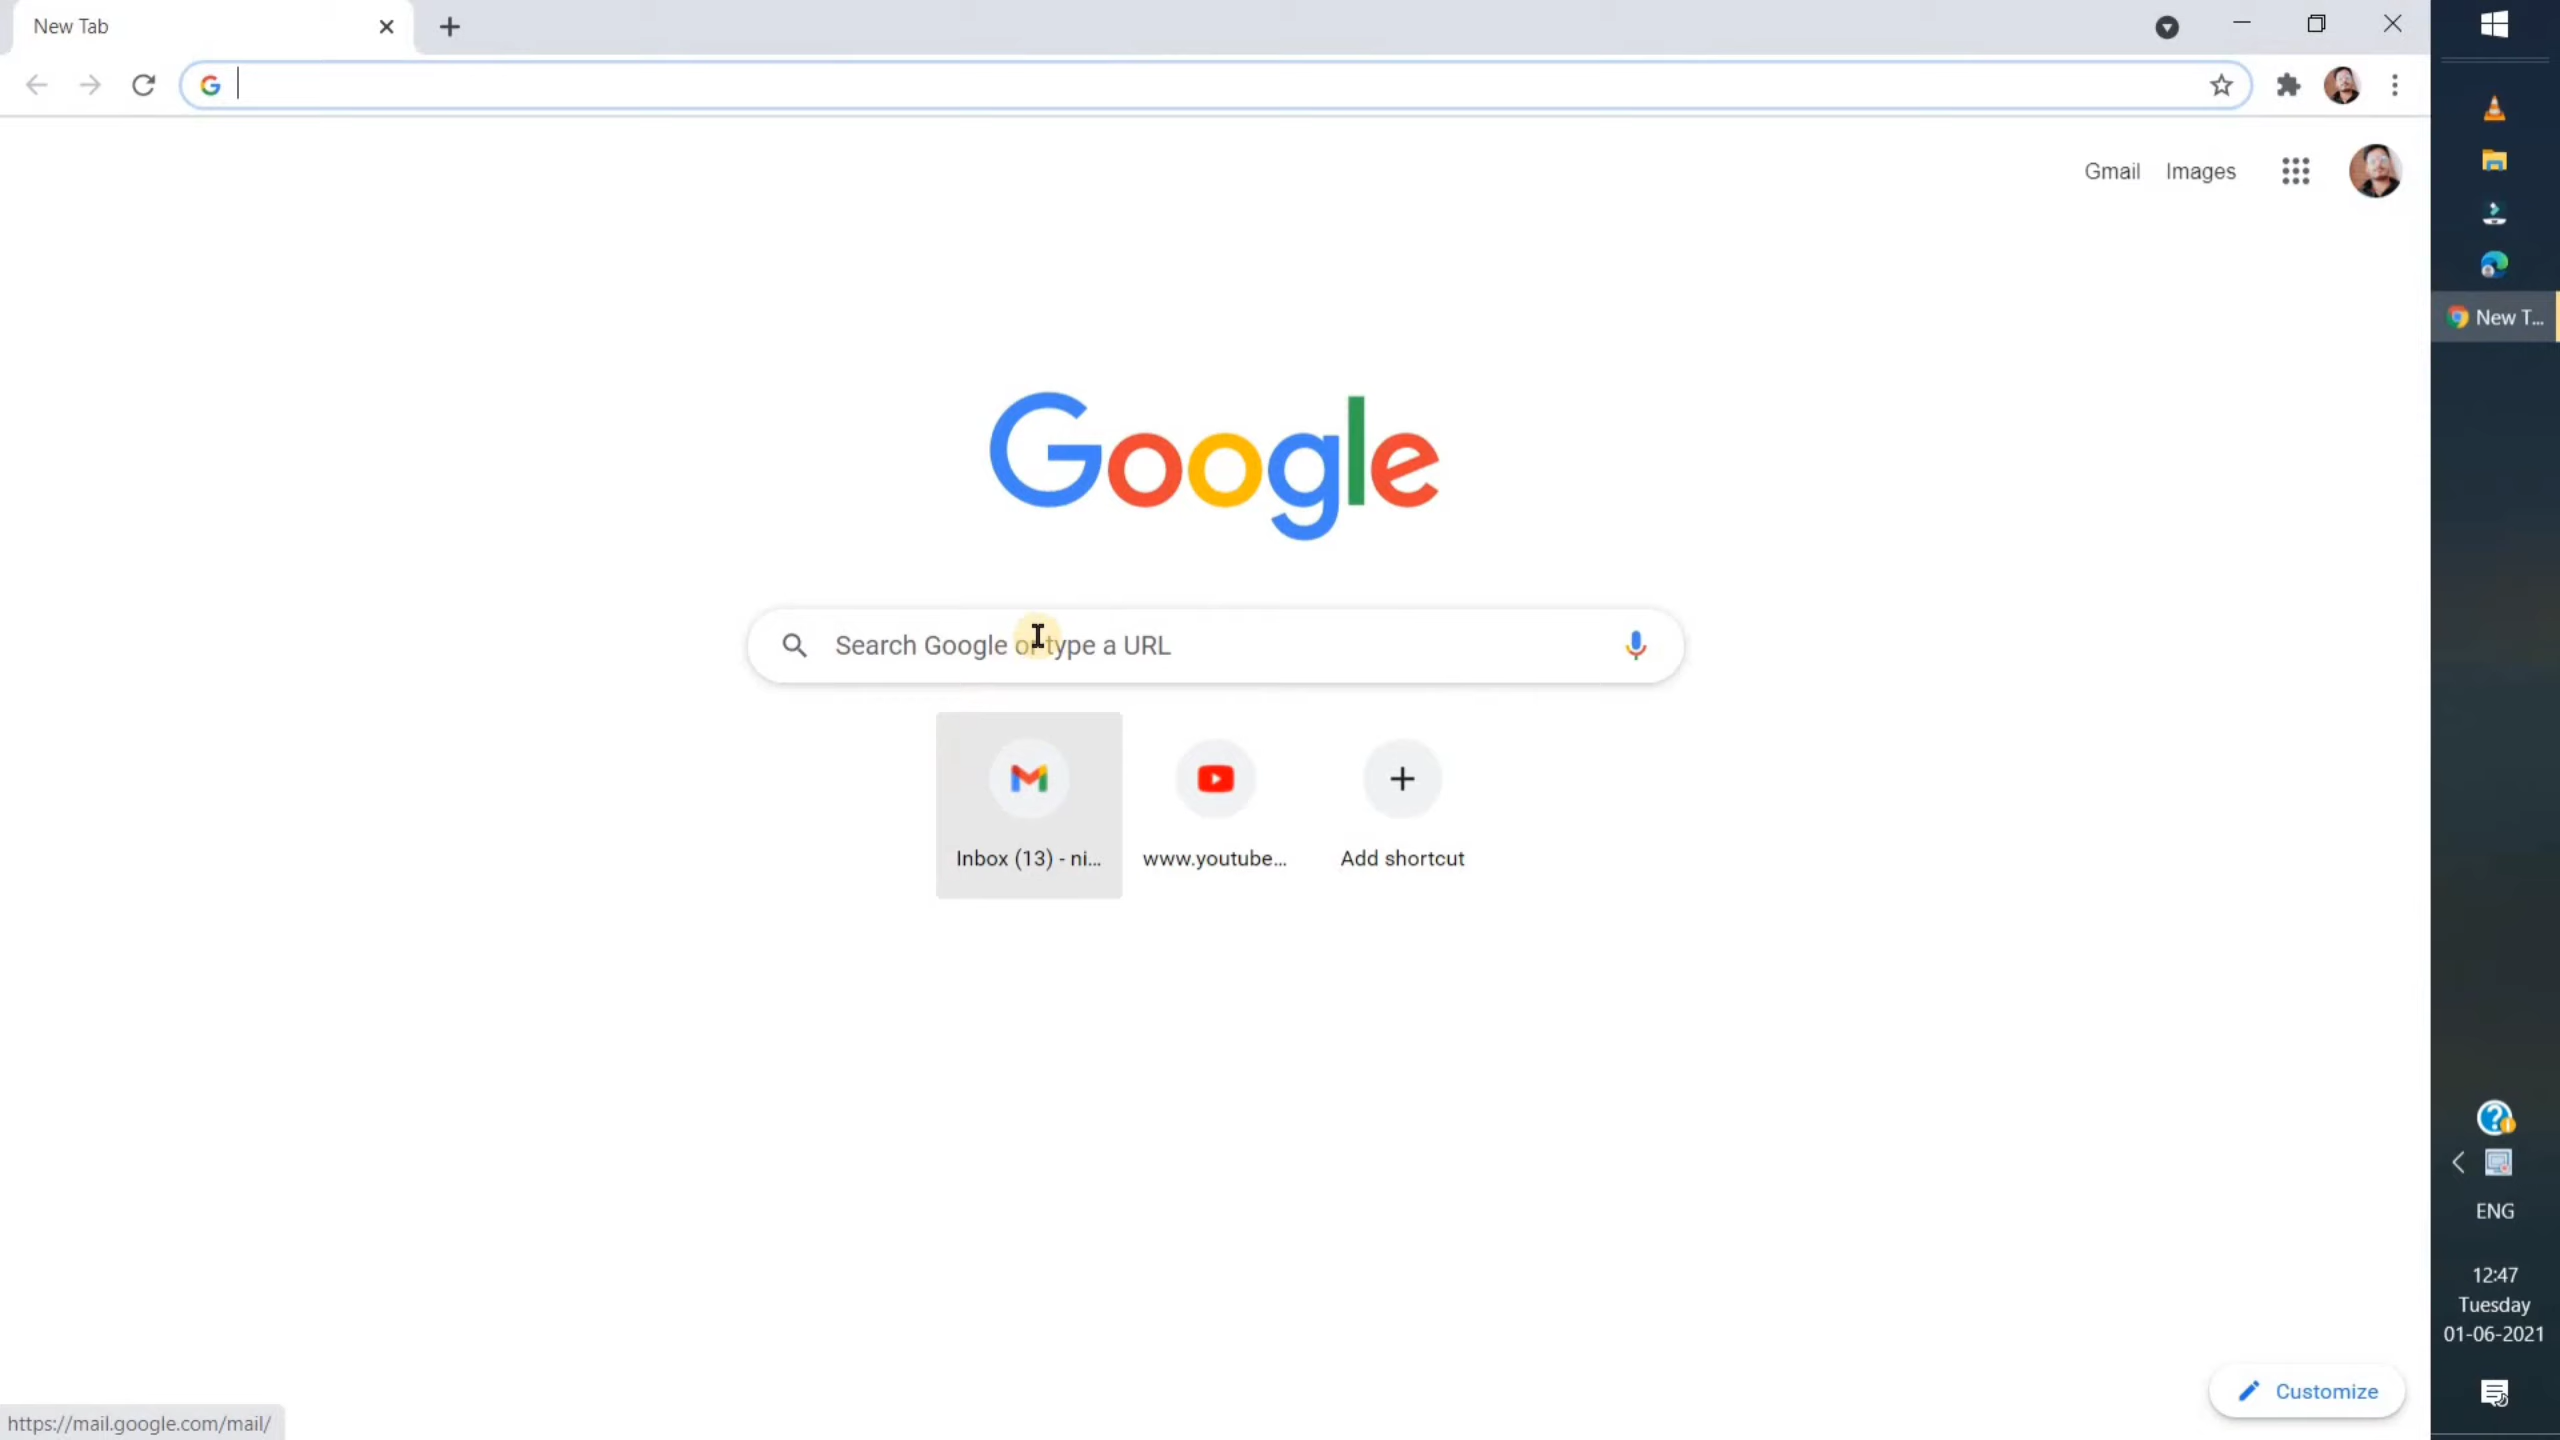 New Tab
Gmail Images
New T...
Google
Search Google or type a URL
Inbox (13) - ni...
www.youtube...
Add shortcut
ENG
12:47
Tuesday
01-06-2021
Customize
https://mail.google.com/mail/